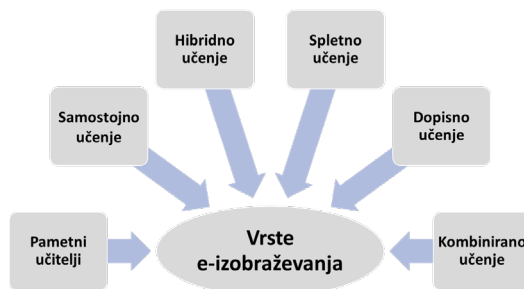 Hibridno
učenje
Spletno
učenje
Samostojno
učenje
Dopisno
učenje
Pametni
učitelji
Vrste
e-izobraževanja
Kombinirano
učenje